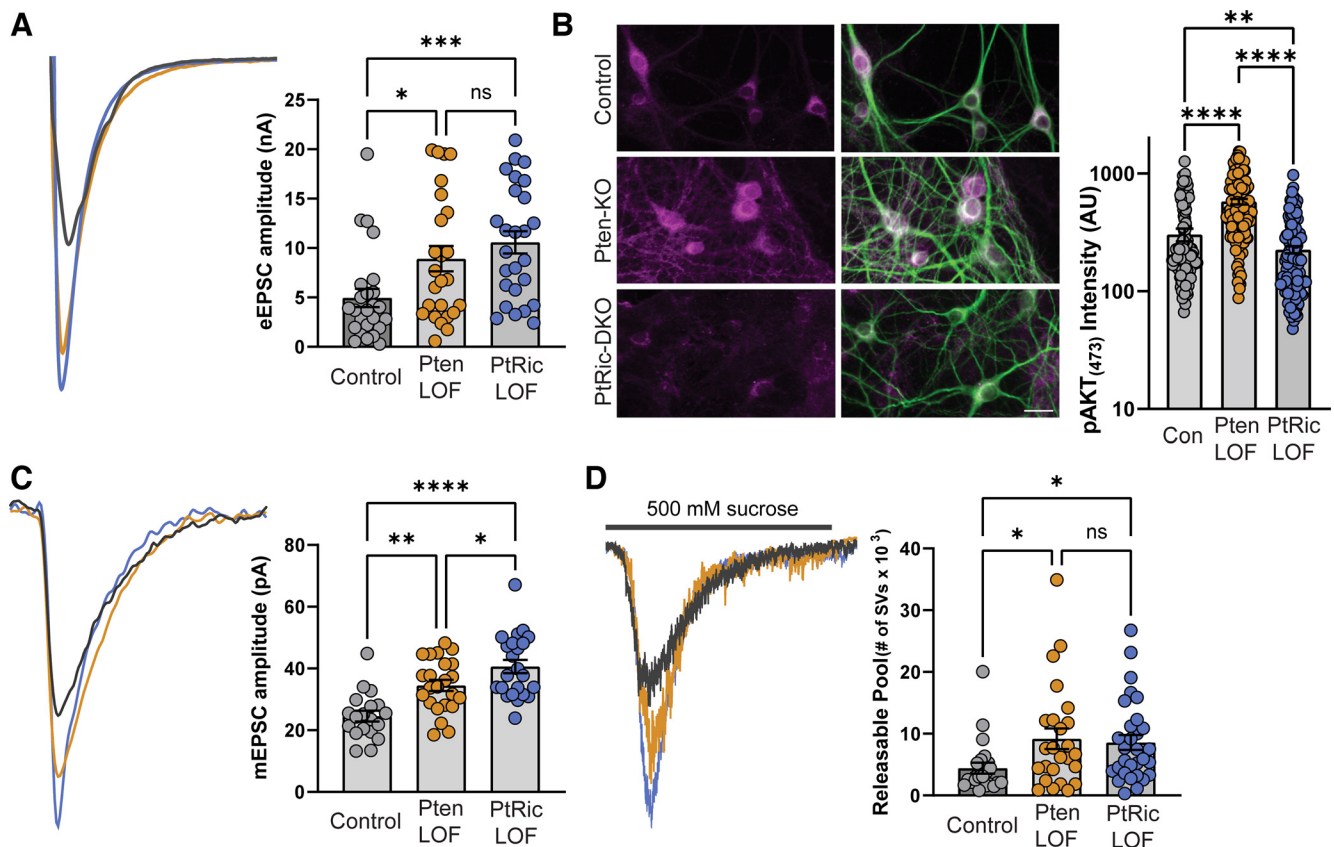 A
***
*
ns
eEPSC amplitude (nA)
25
20
15
10
5
0
Control
Pten
LOF
PtRic
LOF
B
Control
Pten-KO
PtRic-DKO
**
****
****
pAKT(473) Intensity (AU)
1000
100
10
Con
Pten
LOF
PtRic
LOF
C
****
**
*
mEPSC amplitude (pA)
80
60
40
20
0
Control
Pten
LOF
PtRic
LOF
D
500 mM sucrose
*
*
ns
Releasable Pool(# of SVs x 10 3)
40
30
20
10
0
Control
Pten
LOF
PtRic
LOF